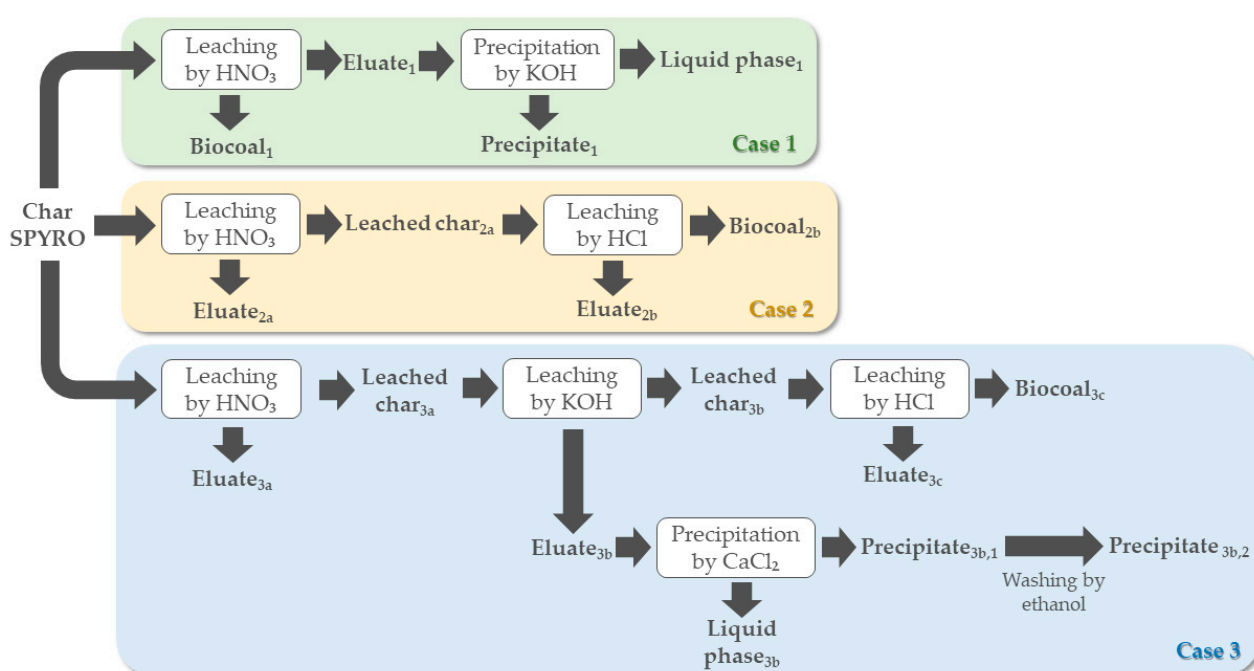 Leaching
by HNO₃
Eluate₁
Precipitation
by KOH
Liquid phase₁
Biocoal₁
Precipitate₁
Case 1
Char
SPYRO
Leaching
by HNO₃
Leached char₂ₐ
Leaching
by HCl
Biocoal₂b
Eluate₂ₐ
Eluate₂b
Case 2
Leaching
by HNO₃
Leached
char₃ₐ
Leaching
by KOH
Leached
char₃b
Leaching
by HCl
Biocoal₃c
Eluate₃ₐ
Eluate₃c
Eluate₃b
Precipitation
by CaCl₂
Precipitate₃b,₁
Precipitate ₃b,₂
Washing by
ethanol
Liquid
phase₃b
Case 3